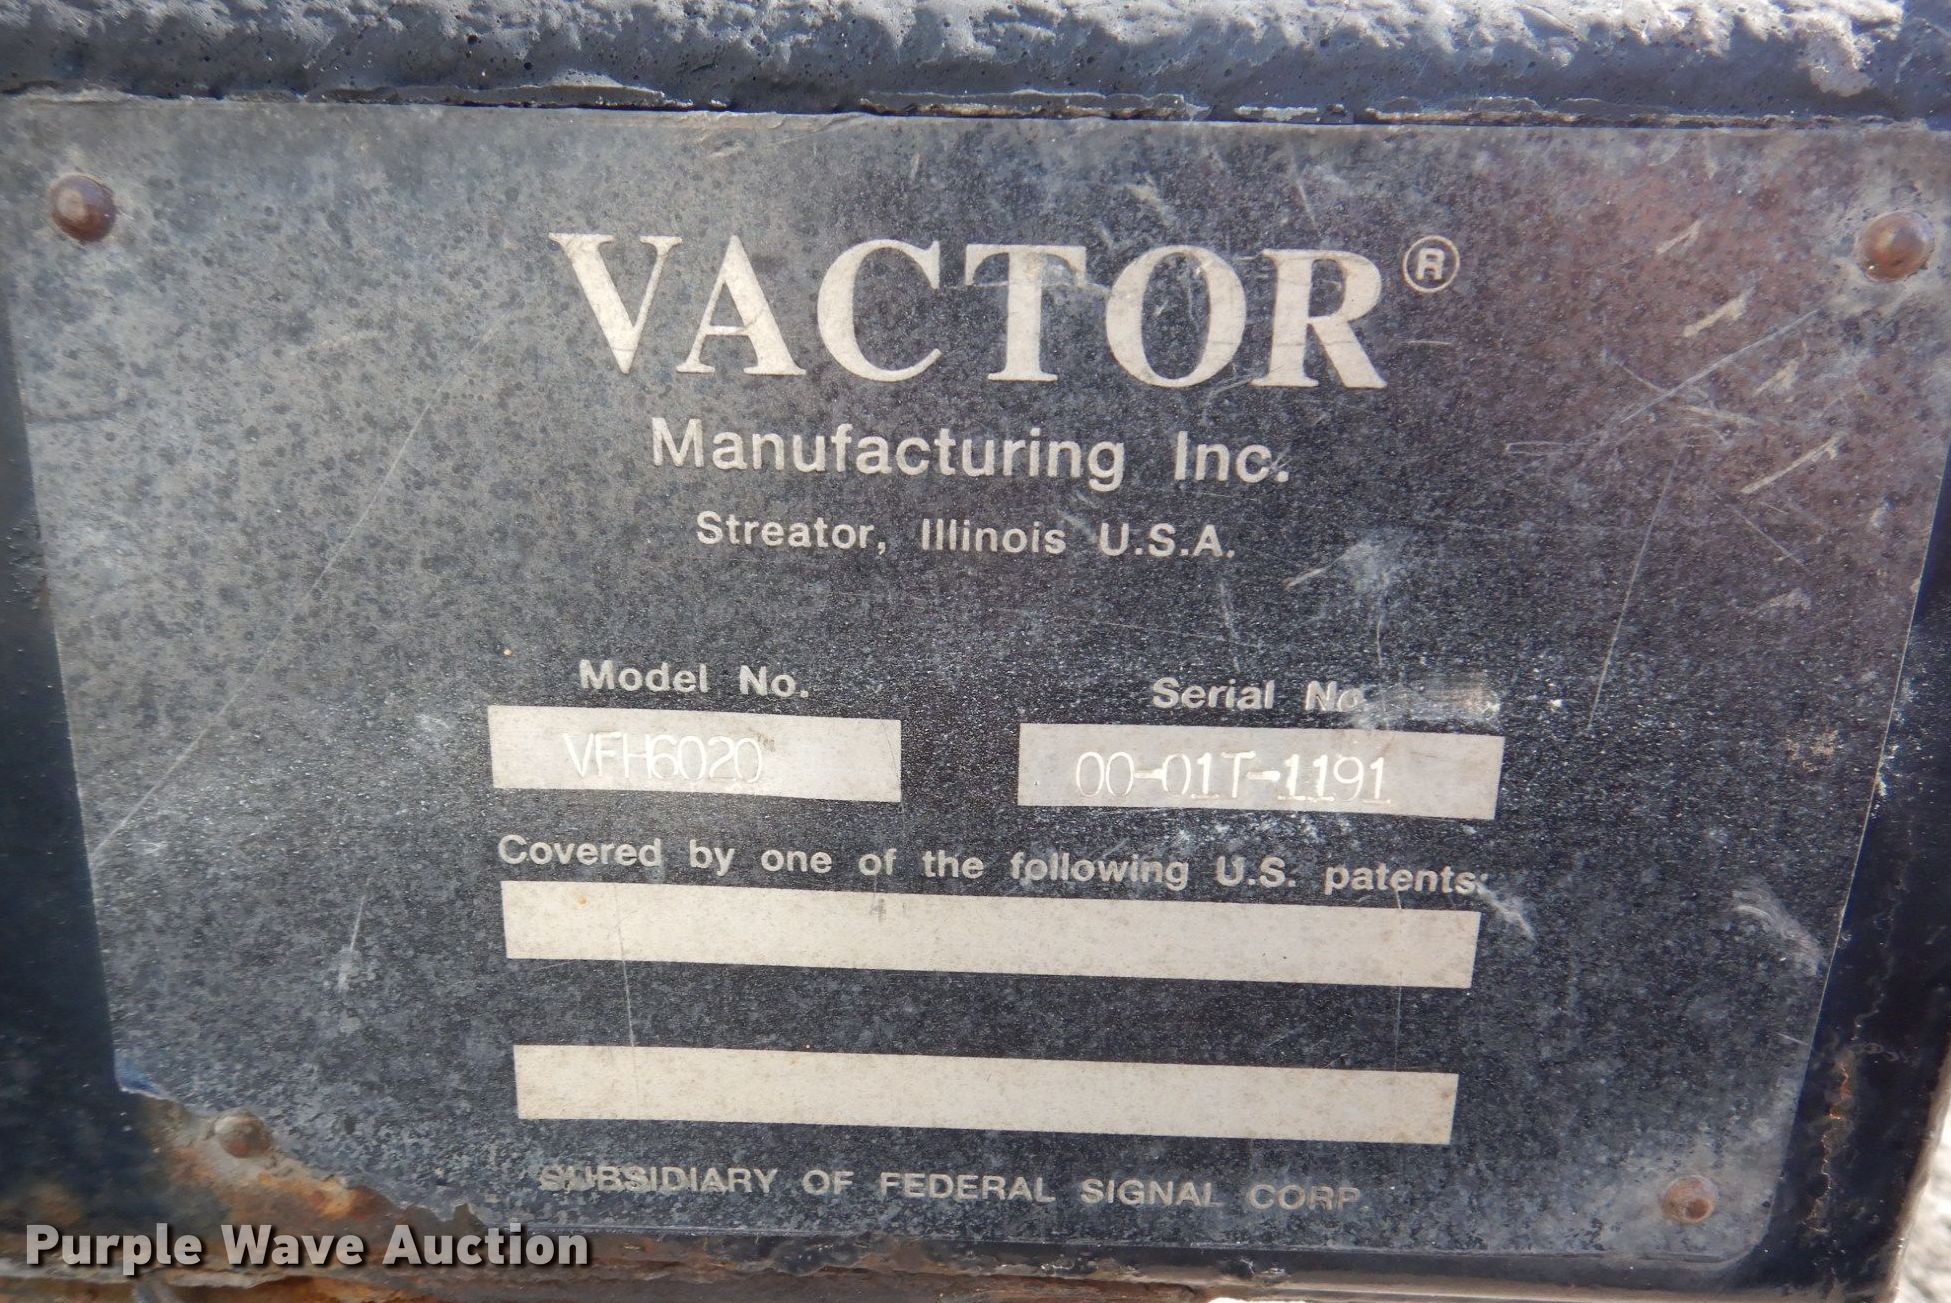 VACTOR®
Manufacturing Inc.
Streator, Illinois U.S.A.
Model No. Serial No.
VFH6020 00-01T-1191
Covered by one of the following U.S. patents:
SUBSIDIARY OF FEDERAL SIGNAL CORP.
Purple Wave Auction